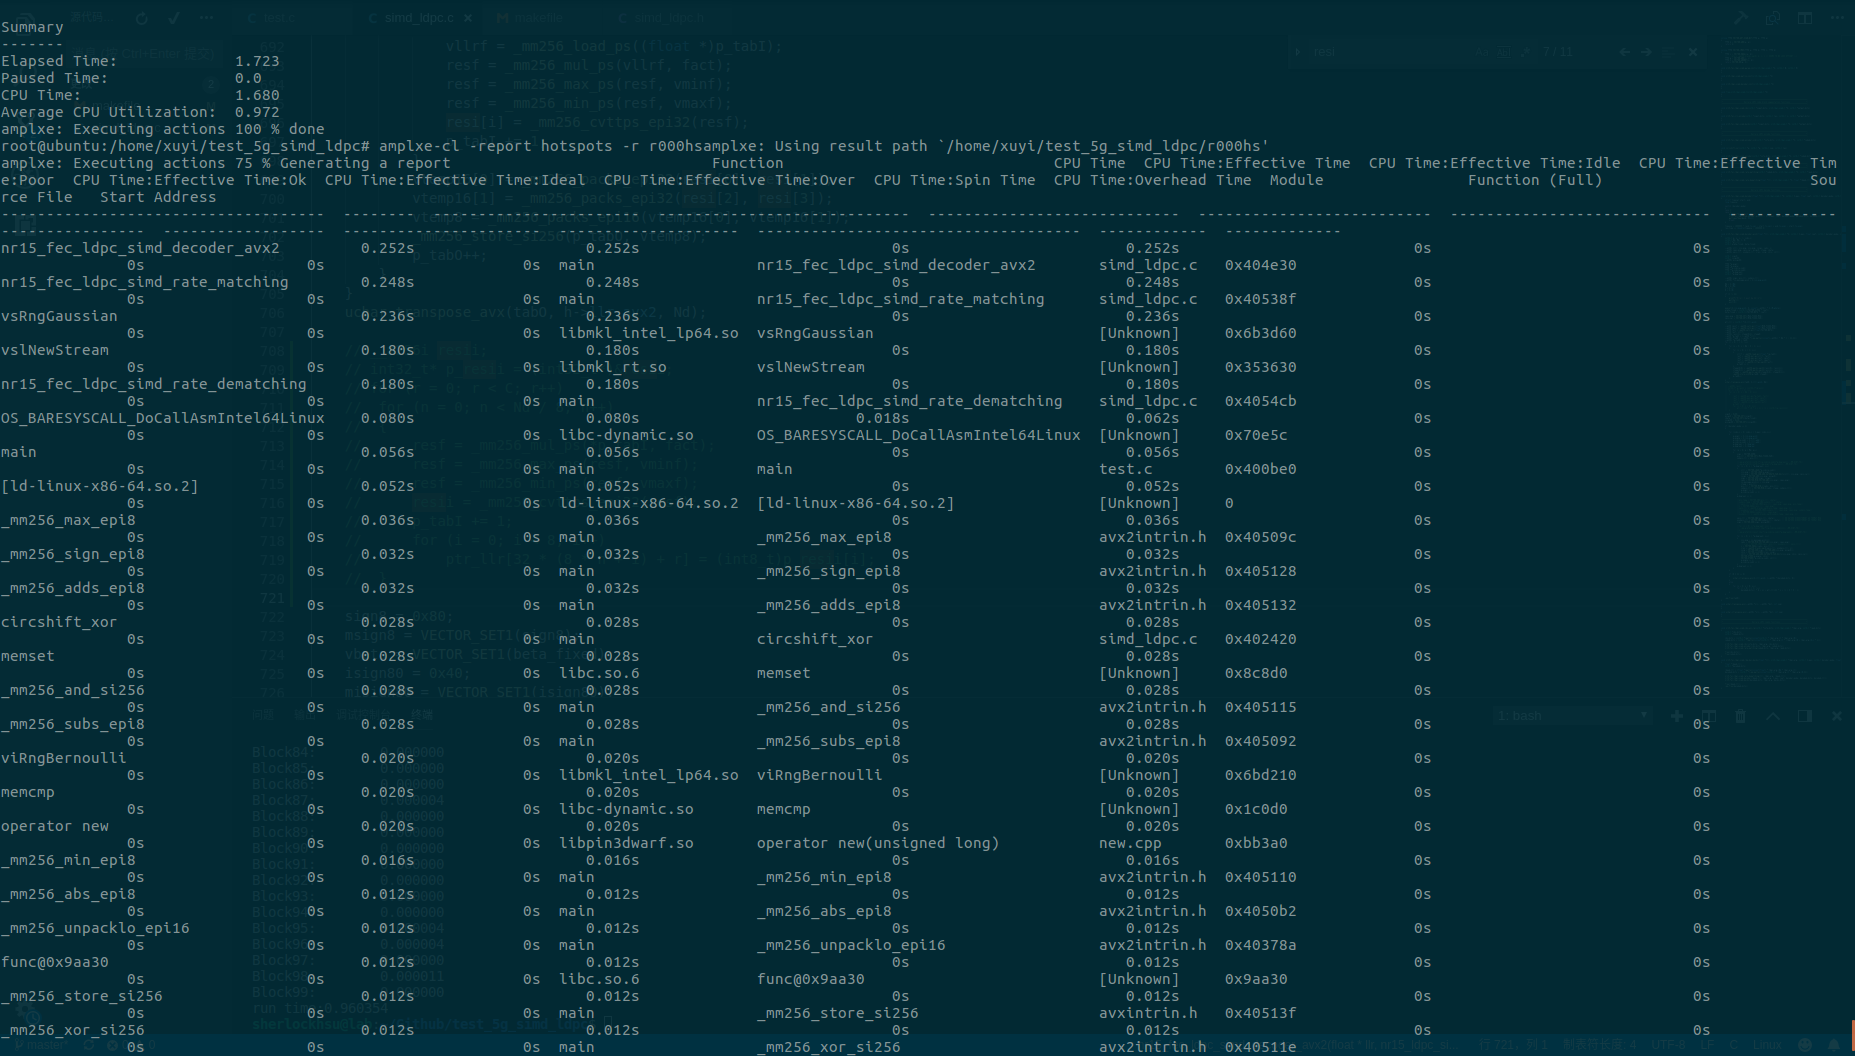 Summary
-------
Elapsed Time:             1.723
Paused Time:              0.0
CPU Time:                 1.680
Average CPU Utilization:  0.972
amplxe: Executing actions 100 % done
root@ubuntu:/home/xuyi/test_5g_simd_ldpc# amplxe-cl -report hotspots -r r000hsamplxe: Using result path `/home/xuyi/test_5g_simd_ldpc/r000hs'
amplxe: Executing actions 75 % Generating a report                             Function                              CPU Time  CPU Time:Effective Time  CPU Time:Effective Time:Idle  CPU Time:Effective Tim
e:Poor  CPU Time:Effective Time:Ok  CPU Time:Effective Time:Ideal  CPU Time:Effective Time:Over  CPU Time:Spin Time  CPU Time:Overhead Time  Module                Function (Full)                       Sou
rce File   Start Address
nr15_fec_ldpc_simd_decoder_avx2 0.252s 0.252s 0s 0.252s 0s 0s
0s 0s 0s main nr15_fec_ldpc_simd_decoder_avx2 simd_ldpc.c 0x404e30
nr15_fec_ldpc_simd_rate_matching 0.248s 0.248s 0s 0.248s 0s 0s
0s 0s 0s main nr15_fec_ldpc_simd_rate_matching simd_ldpc.c 0x40538f
vsRngGaussian 0.236s 0.236s 0s 0.236s 0s 0s
0s 0s 0s libmkl_intel_lp64.so vsRngGaussian [Unknown] 0x6b3d60
vslNewStream 0.180s 0.180s 0s 0.180s 0s 0s
0s 0s 0s libmkl_rt.so vslNewStream [Unknown] 0x353630
nr15_fec_ldpc_simd_rate_dematching 0.180s 0.180s 0s 0.180s 0s 0s
0s 0s 0s main nr15_fec_ldpc_simd_rate_dematching simd_ldpc.c 0x4054cb
OS_BARESYSCALL_DoCallAsmIntel64Linux 0.080s 0.080s 0.018s 0.062s 0s 0s
0s 0s 0s libc-dynamic.so OS_BARESYSCALL_DoCallAsmIntel64Linux [Unknown] 0x70e5c
main 0.056s 0.056s 0s 0.056s 0s 0s
0s 0s 0s main main test.c 0x400be0
[ld-linux-x86-64.so.2] 0.052s 0.052s 0s 0.052s 0s 0s
0s 0s 0s ld-linux-x86-64.so.2 [ld-linux-x86-64.so.2] [Unknown] 0
_mm256_max_epi8 0.036s 0.036s 0s 0.036s 0s 0s
0s 0s 0s main _mm256_max_epi8 avx2intrin.h 0x40509c
_mm256_sign_epi8 0.032s 0.032s 0s 0.032s 0s 0s
0s 0s 0s main _mm256_sign_epi8 avx2intrin.h 0x405128
_mm256_adds_epi8 0.032s 0.032s 0s 0.032s 0s 0s
0s 0s 0s main _mm256_adds_epi8 avx2intrin.h 0x405132
circshift_xor 0.028s 0.028s 0s 0.028s 0s 0s
0s 0s 0s main circshift_xor simd_ldpc.c 0x402420
memset 0.028s 0.028s 0s 0.028s 0s 0s
0s 0s 0s libc.so.6 memset [Unknown] 0x8c8d0
_mm256_and_si256 0.028s 0.028s 0s 0.028s 0s 0s
0s 0s 0s main _mm256_and_si256 avx2intrin.h 0x405115
_mm256_subs_epi8 0.028s 0.028s 0s 0.028s 0s 0s
0s 0s 0s main _mm256_subs_epi8 avx2intrin.h 0x405092
viRngBernoulli 0.020s 0.020s 0s 0.020s 0s 0s
0s 0s 0s libmkl_intel_lp64.so viRngBernoulli [Unknown] 0x6bd210
memcmp 0.020s 0.020s 0s 0.020s 0s 0s
0s 0s 0s libc-dynamic.so memcmp [Unknown] 0x1c0d0
operator new 0.020s 0.020s 0s 0.020s 0s 0s
0s 0s 0s libpin3dwarf.so operator new(unsigned long) new.cpp 0xbb3a0
_mm256_min_epi8 0.016s 0.016s 0s 0.016s 0s 0s
0s 0s 0s main _mm256_min_epi8 avx2intrin.h 0x405110
_mm256_abs_epi8 0.012s 0.012s 0s 0.012s 0s 0s
0s 0s 0s main _mm256_abs_epi8 avx2intrin.h 0x4050b2
_mm256_unpacklo_epi16 0.012s 0.012s 0s 0.012s 0s 0s
0s 0s 0s main _mm256_unpacklo_epi16 avx2intrin.h 0x40378a
func@0x9aa30 0.012s 0.012s 0s 0.012s 0s 0s
0s 0s 0s libc.so.6 func@0x9aa30 [Unknown] 0x9aa30
_mm256_store_si256 0.012s 0.012s 0s 0.012s 0s 0s
0s 0s 0s main _mm256_store_si256 avxintrin.h 0x40513f
_mm256_xor_si256 0.012s 0.012s 0s 0.012s 0s 0s
0s 0s 0s main _mm256_xor_si256 avx2intrin.h 0x40511e